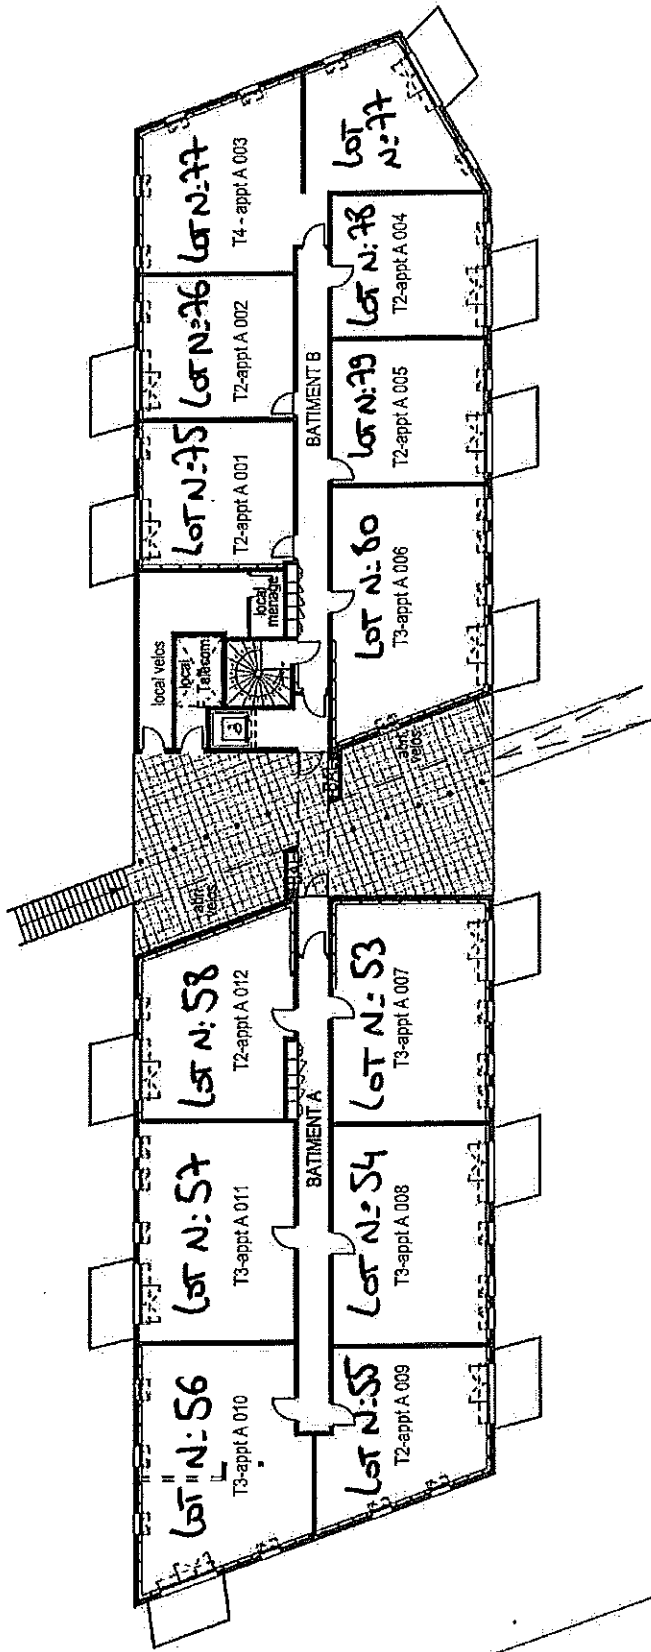 LOT N: 77
T4 - appt A 003
LOT
N: 77
LOT N: 76
T2-appt A 002
LOT N: 78
T2-appt A 004
LOT N: 75
T2-appt A 001
LOT N: 79
T2-appt A 005
BATIMENT B
LOT N: 80
T3-appt A 006
local velos
local
Telecom
local
menage
abri
velos
abri
velos
LOT N: 58
T2-appt A 012
LOT N: 53
T3-appt A 007
BATIMENT A
LOT N: 57
T3-appt A 011
LOT N: 54
T3-appt A 008
LOT N: 56
T3-appt A 010
LOT N: 55
T2-appt A 009